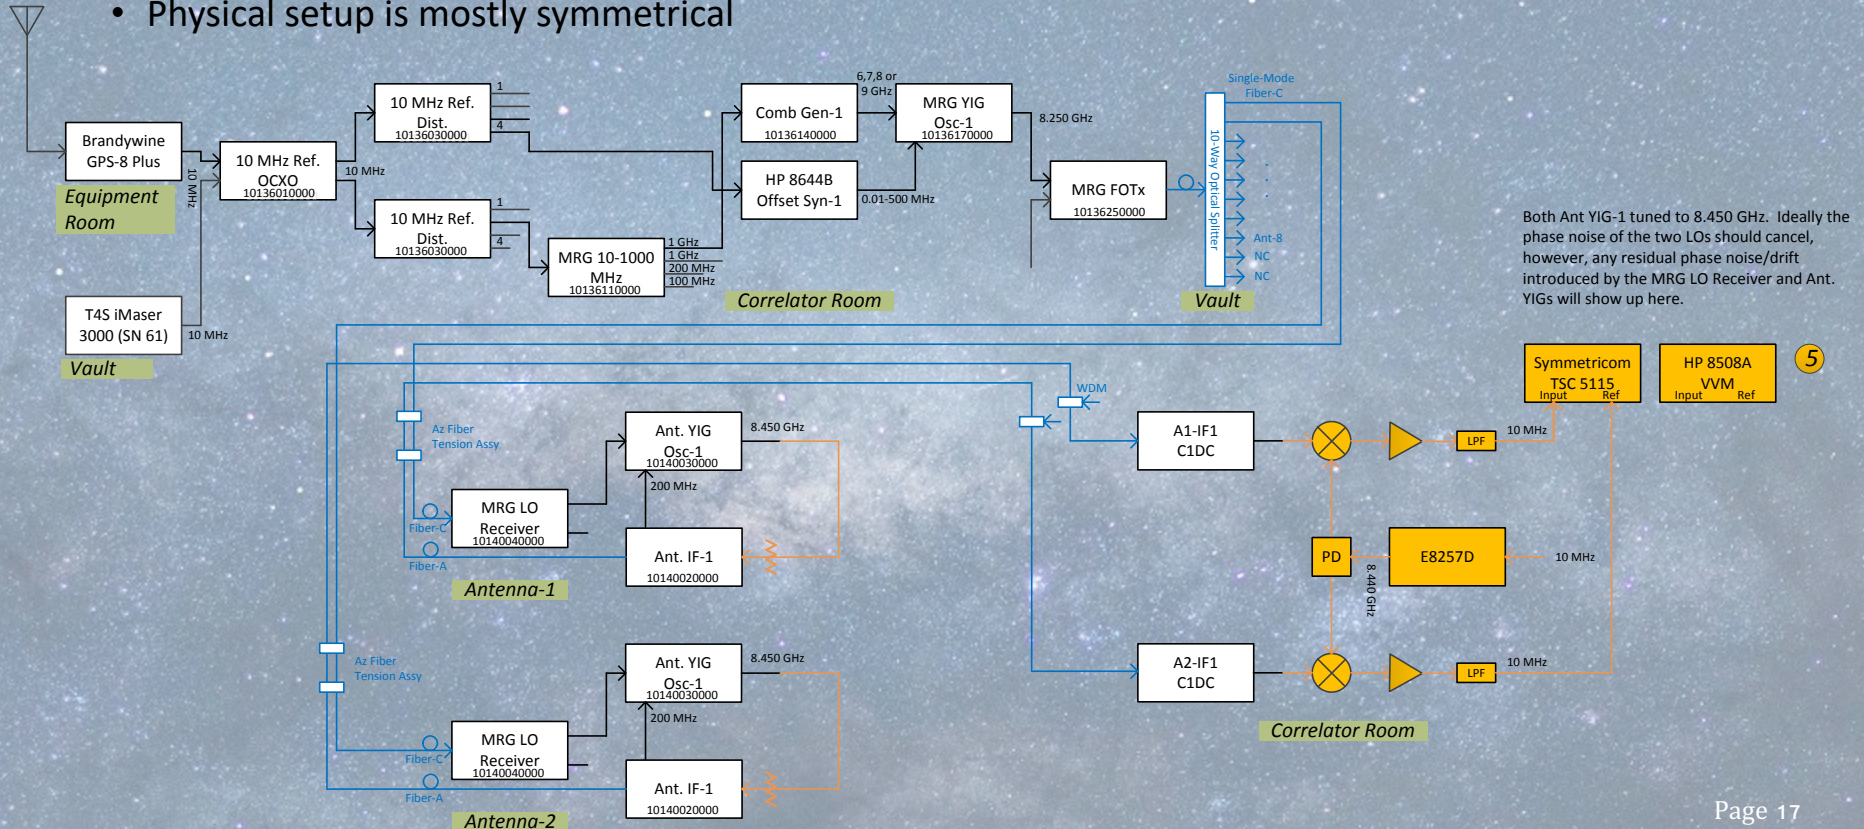 • Physical setup is mostly symmetrical
Brandywine
GPS-8 Plus
Equipment
Room
10 MHz
T4S iMaser
3000 (SN 61)
10 MHz
Vault
10 MHz Ref.
OCXO
10136010000
10 MHz
10 MHz Ref.
Dist.
10136030000
1
4
10 MHz Ref.
Dist.
10136030000
1
4
MRG 10-1000
MHz
10136110000
1 GHz
1 GHz
200 MHz
100 MHz
Comb Gen-1
10136140000
6,7,8 or
9 GHz
HP 8644B
Offset Syn-1
0.01-500 MHz
MRG YIG
Osc-1
10136170000
8.250 GHz
Correlator Room
MRG FOTx
10136250000
Single-Mode
Fiber-C
10-Way Optical Splitter
Ant-8
NC
NC
Vault
Both Ant YIG-1 tuned to 8.450 GHz. Ideally the
phase noise of the two LOs should cancel,
however, any residual phase noise/drift
introduced by the MRG LO Receiver and Ant.
YIGs will show up here.
Symmetricom
TSC 5115
Input Ref
HP 8508A
VVM
Input Ref
5
WDM
Az Fiber
Tension Assy
Fiber-C
Fiber-A
MRG LO
Receiver
10140040000
Ant. YIG
Osc-1
10140030000
8.450 GHz
200 MHz
Ant. IF-1
10140020000
Antenna-1
A1-IF1
C1DC
LPF
10 MHz
PD
8.440 GHz
E8257D
10 MHz
Az Fiber
Tension Assy
Fiber-C
Fiber-A
MRG LO
Receiver
10140040000
Ant. YIG
Osc-1
10140030000
8.450 GHz
200 MHz
Ant. IF-1
10140020000
Antenna-2
A2-IF1
C1DC
LPF
10 MHz
Correlator Room
Page 17